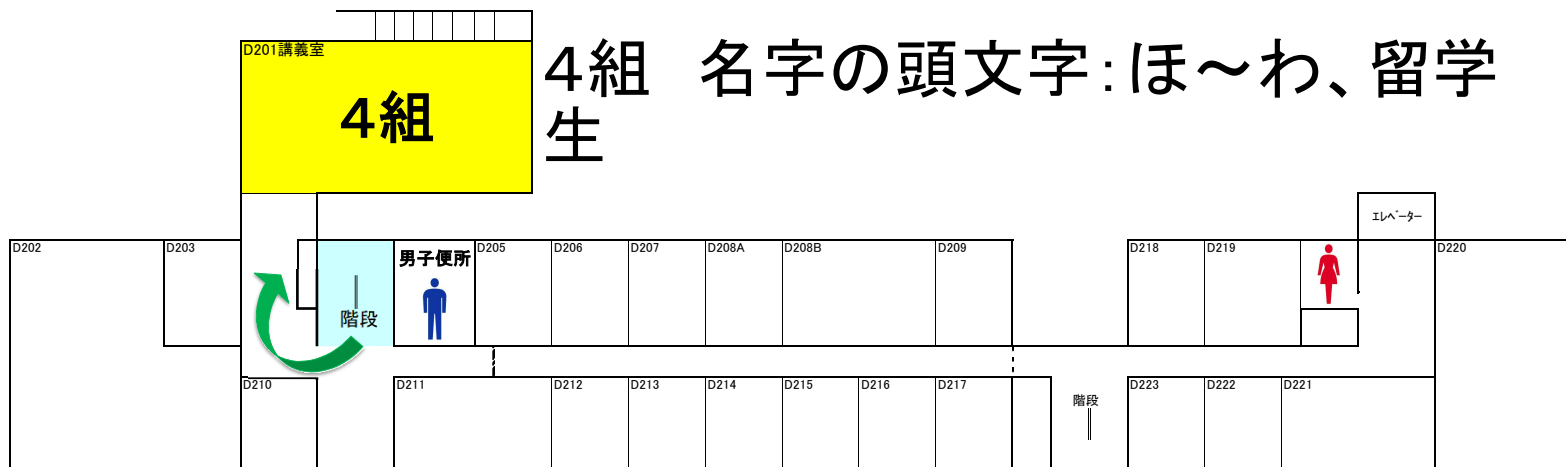 D201講義室
4組
4組　名字の頭文字：ほ～わ、留学
生
エレベーター
D202
D203
階段
男子便所
D205
D206
D207
D208A
D208B
D209
D218
D219
D220
D210
D211
D212
D213
D214
D215
D216
D217
階段
D223
D222
D221